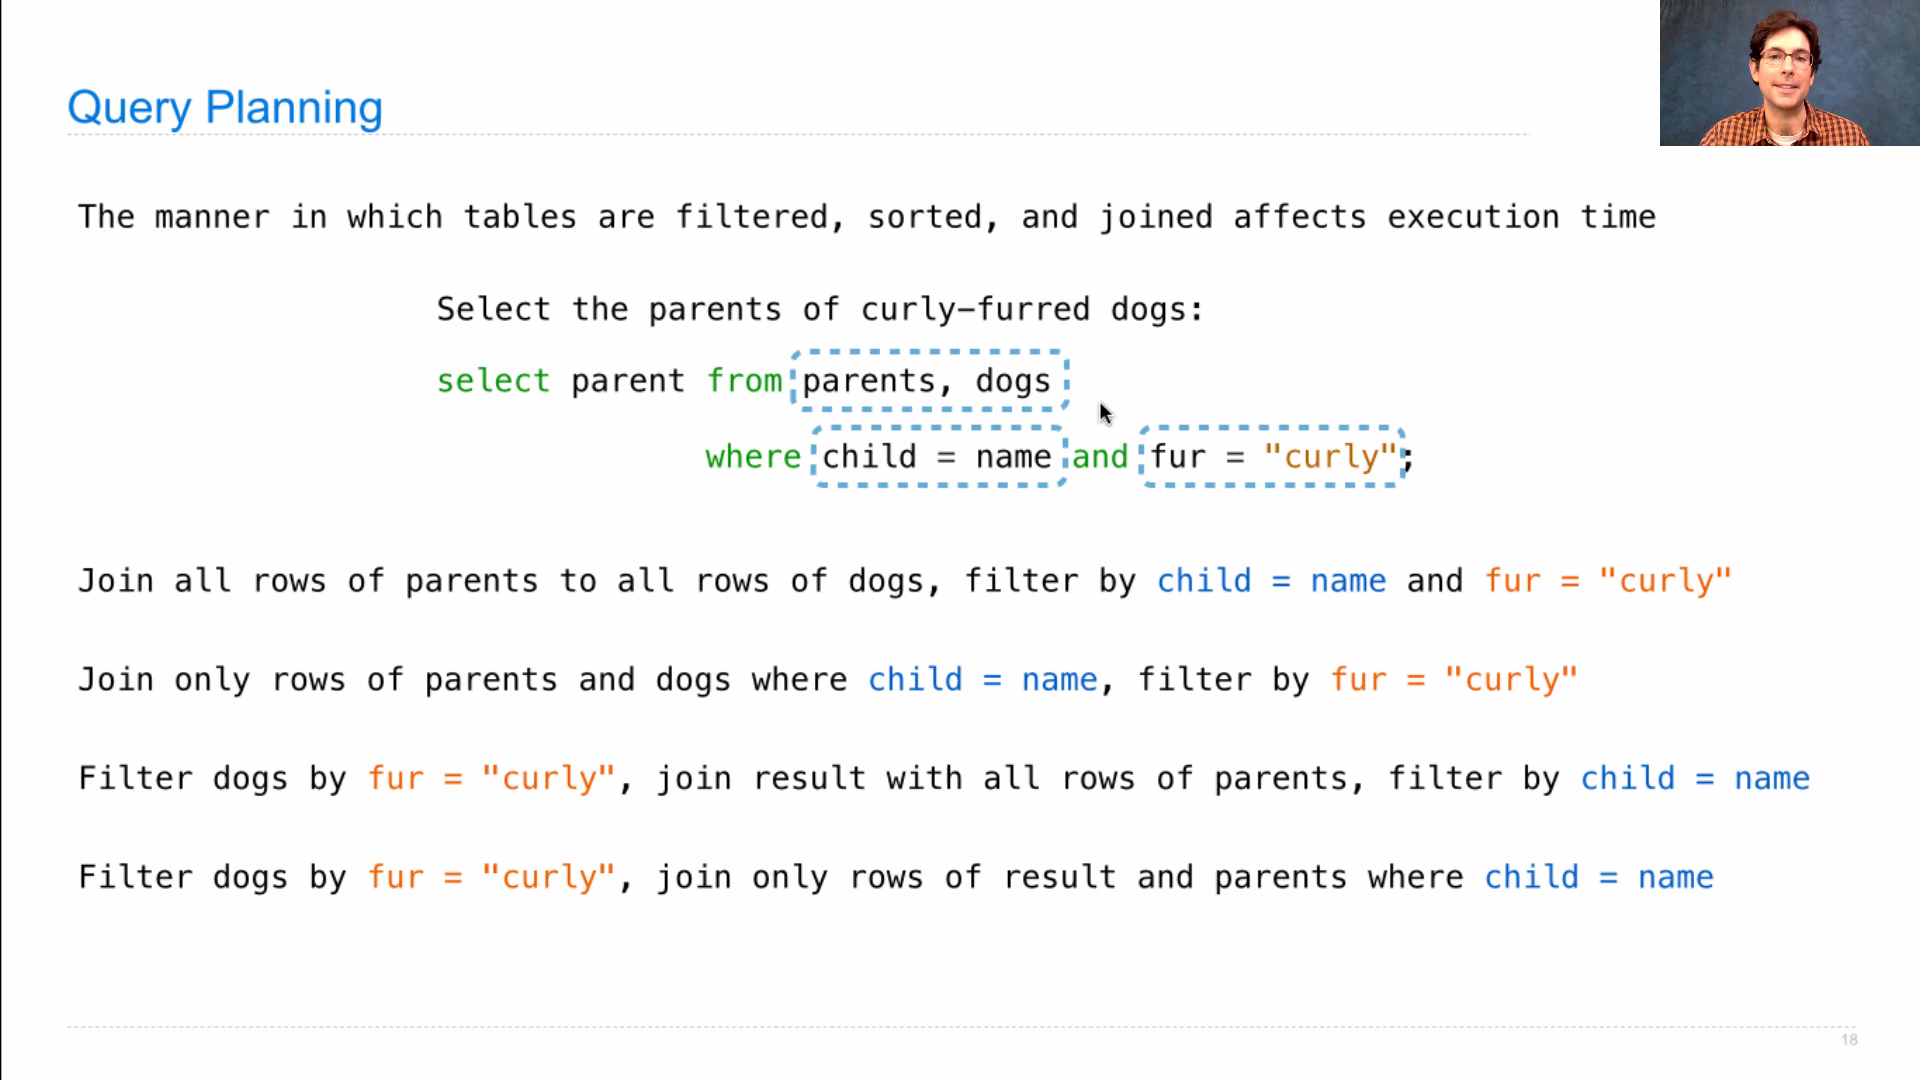 Query Planning
The manner in which tables are filtered, sorted, and joined affects execution time
Select the parents of curly-furred dogs:
select parent from parents, dogs
where child = name and fur = "curly";
Join all rows of parents to all rows of dogs, filter by child = name and fur = "curly"
Join only rows of parents and dogs where child = name, filter by fur = "curly"
Filter dogs by fur = "curly", join result with all rows of parents, filter by child = name
Filter dogs by fur = "curly", join only rows of result and parents where child = name
18